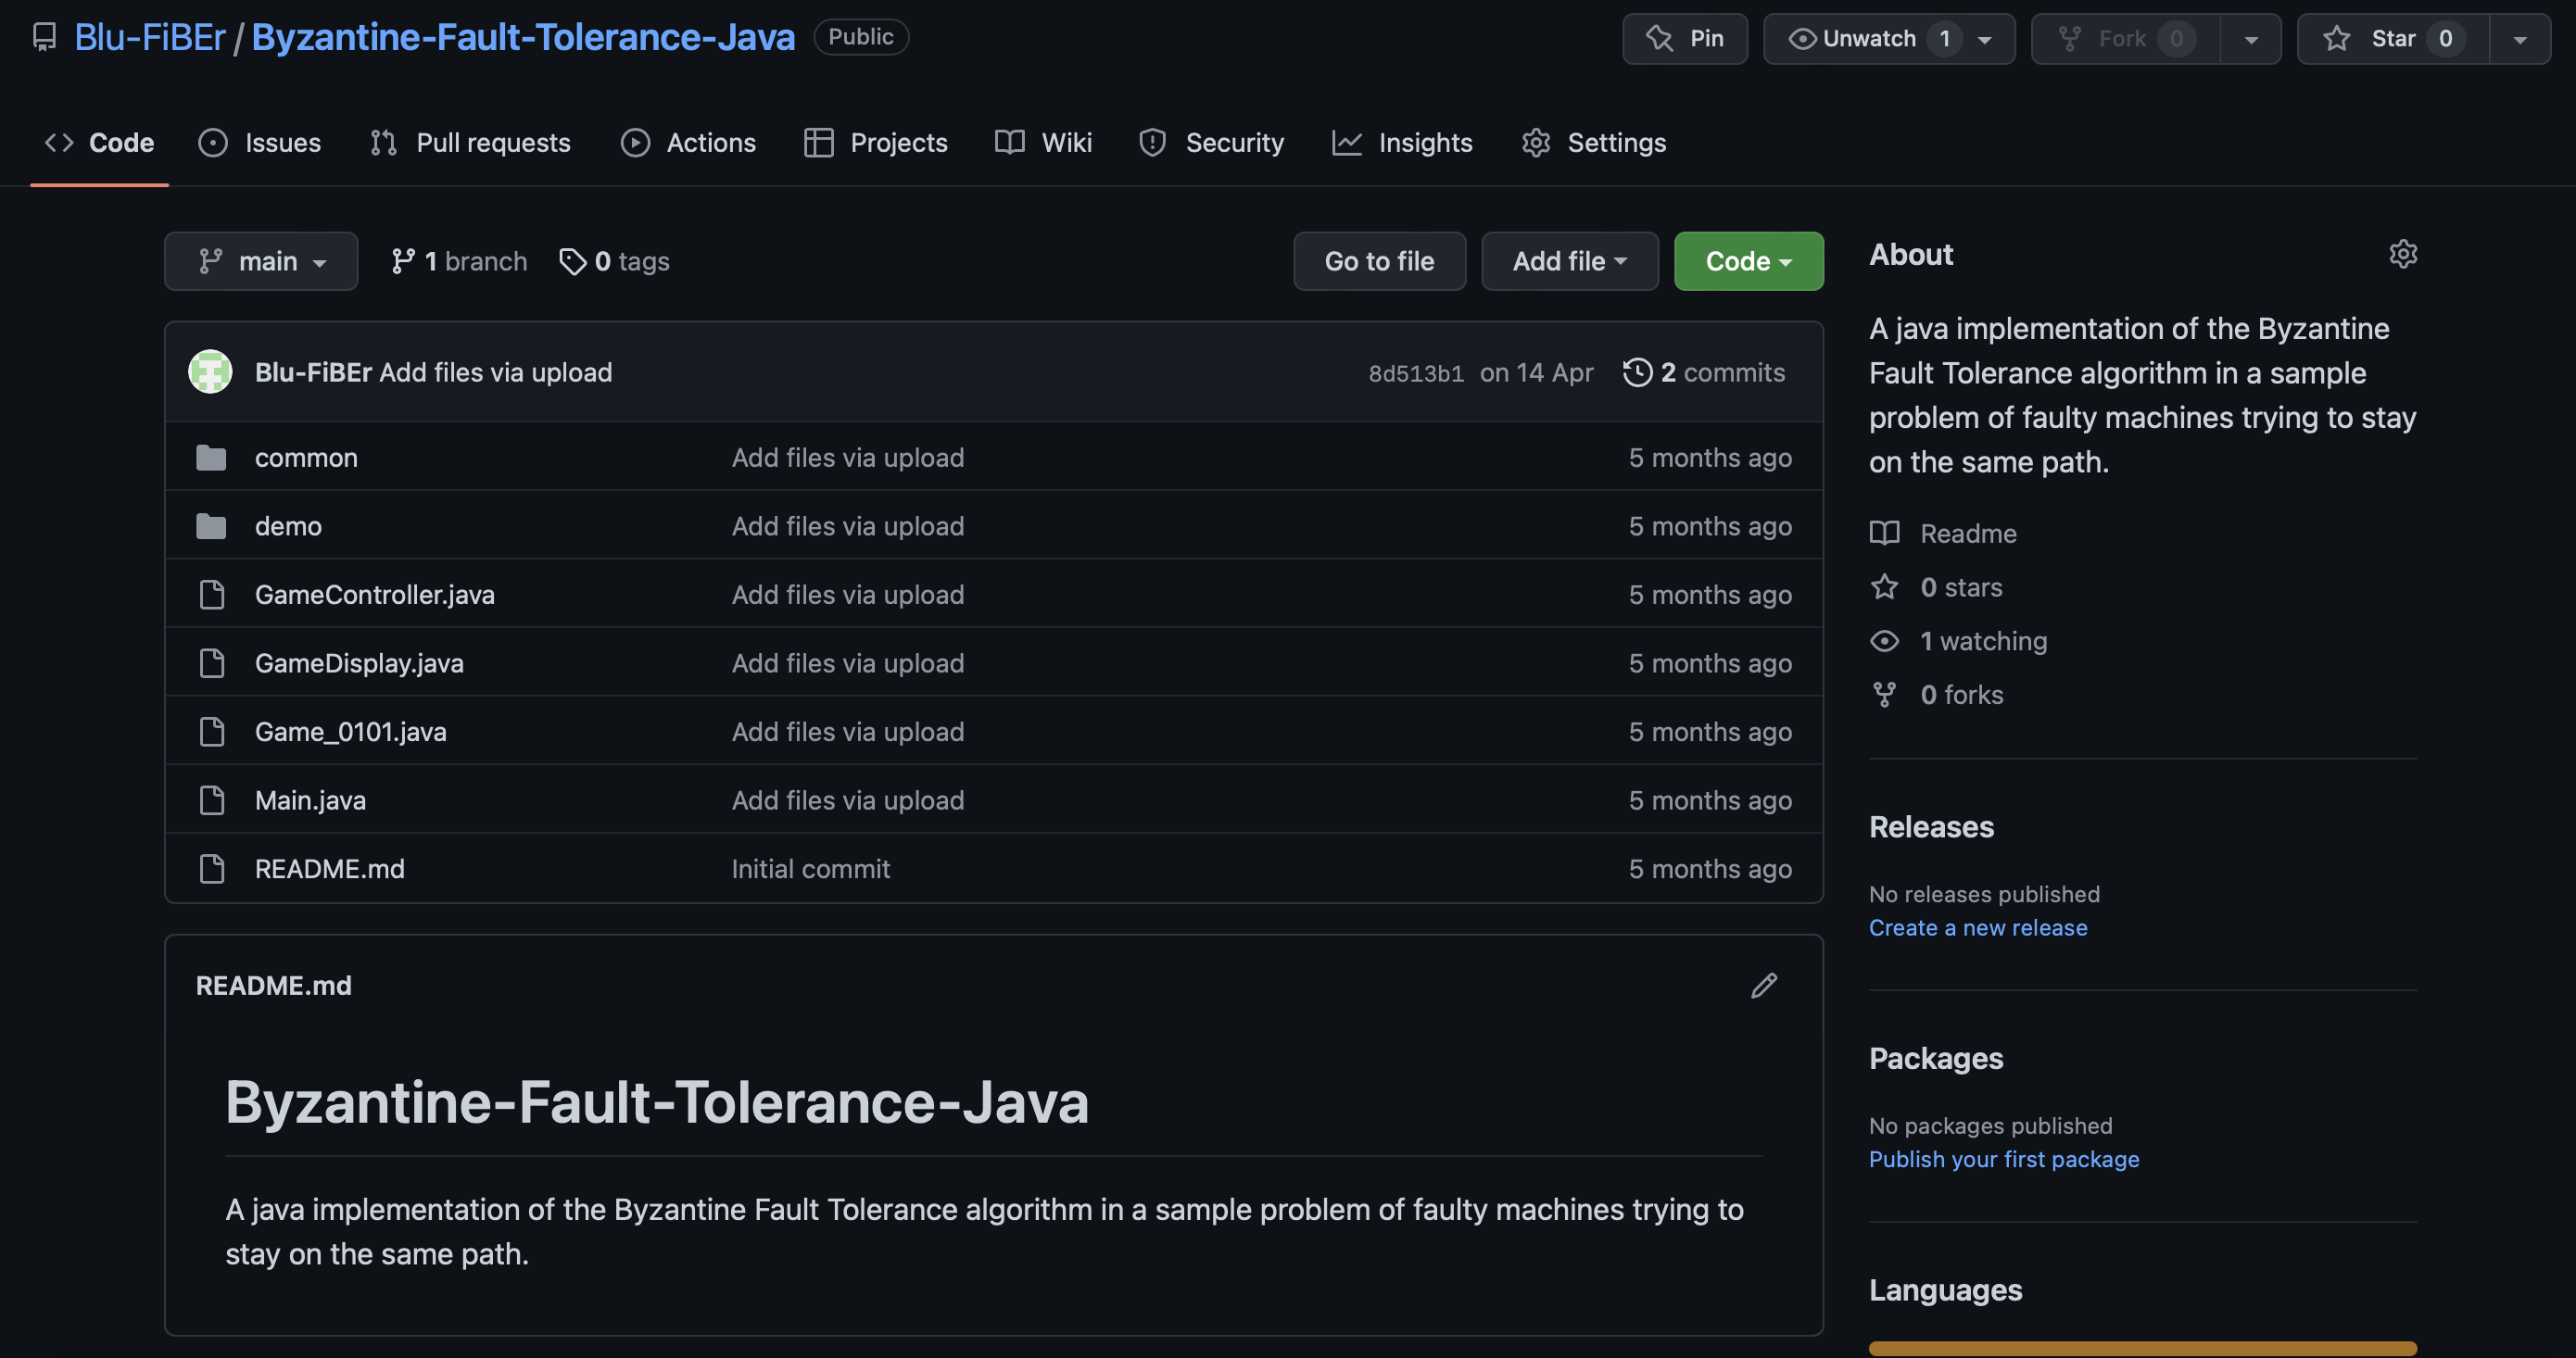 Blu-FiBEr / Byzantine-Fault-Tolerance-Java Public
Pin
Unwatch 1
Fork 0
Star 0
Code
Issues
Pull requests
Actions
Projects
Wiki
Security
Insights
Settings
main
1 branch
0 tags
Go to file
Add file
Code
Blu-FiBEr Add files via upload
8d513b1 on 14 Apr
2 commits
common Add files via upload 5 months ago
demo Add files via upload 5 months ago
GameController.java Add files via upload 5 months ago
GameDisplay.java Add files via upload 5 months ago
Game_0101.java Add files via upload 5 months ago
Main.java Add files via upload 5 months ago
README.md Initial commit 5 months ago
README.md
Byzantine-Fault-Tolerance-Java
A java implementation of the Byzantine Fault Tolerance algorithm in a sample problem of faulty machines trying to
stay on the same path.
About
A java implementation of the Byzantine
Fault Tolerance algorithm in a sample
problem of faulty machines trying to stay
on the same path.
Readme
0 stars
1 watching
0 forks
Releases
No releases published
Create a new release
Packages
No packages published
Publish your first package
Languages